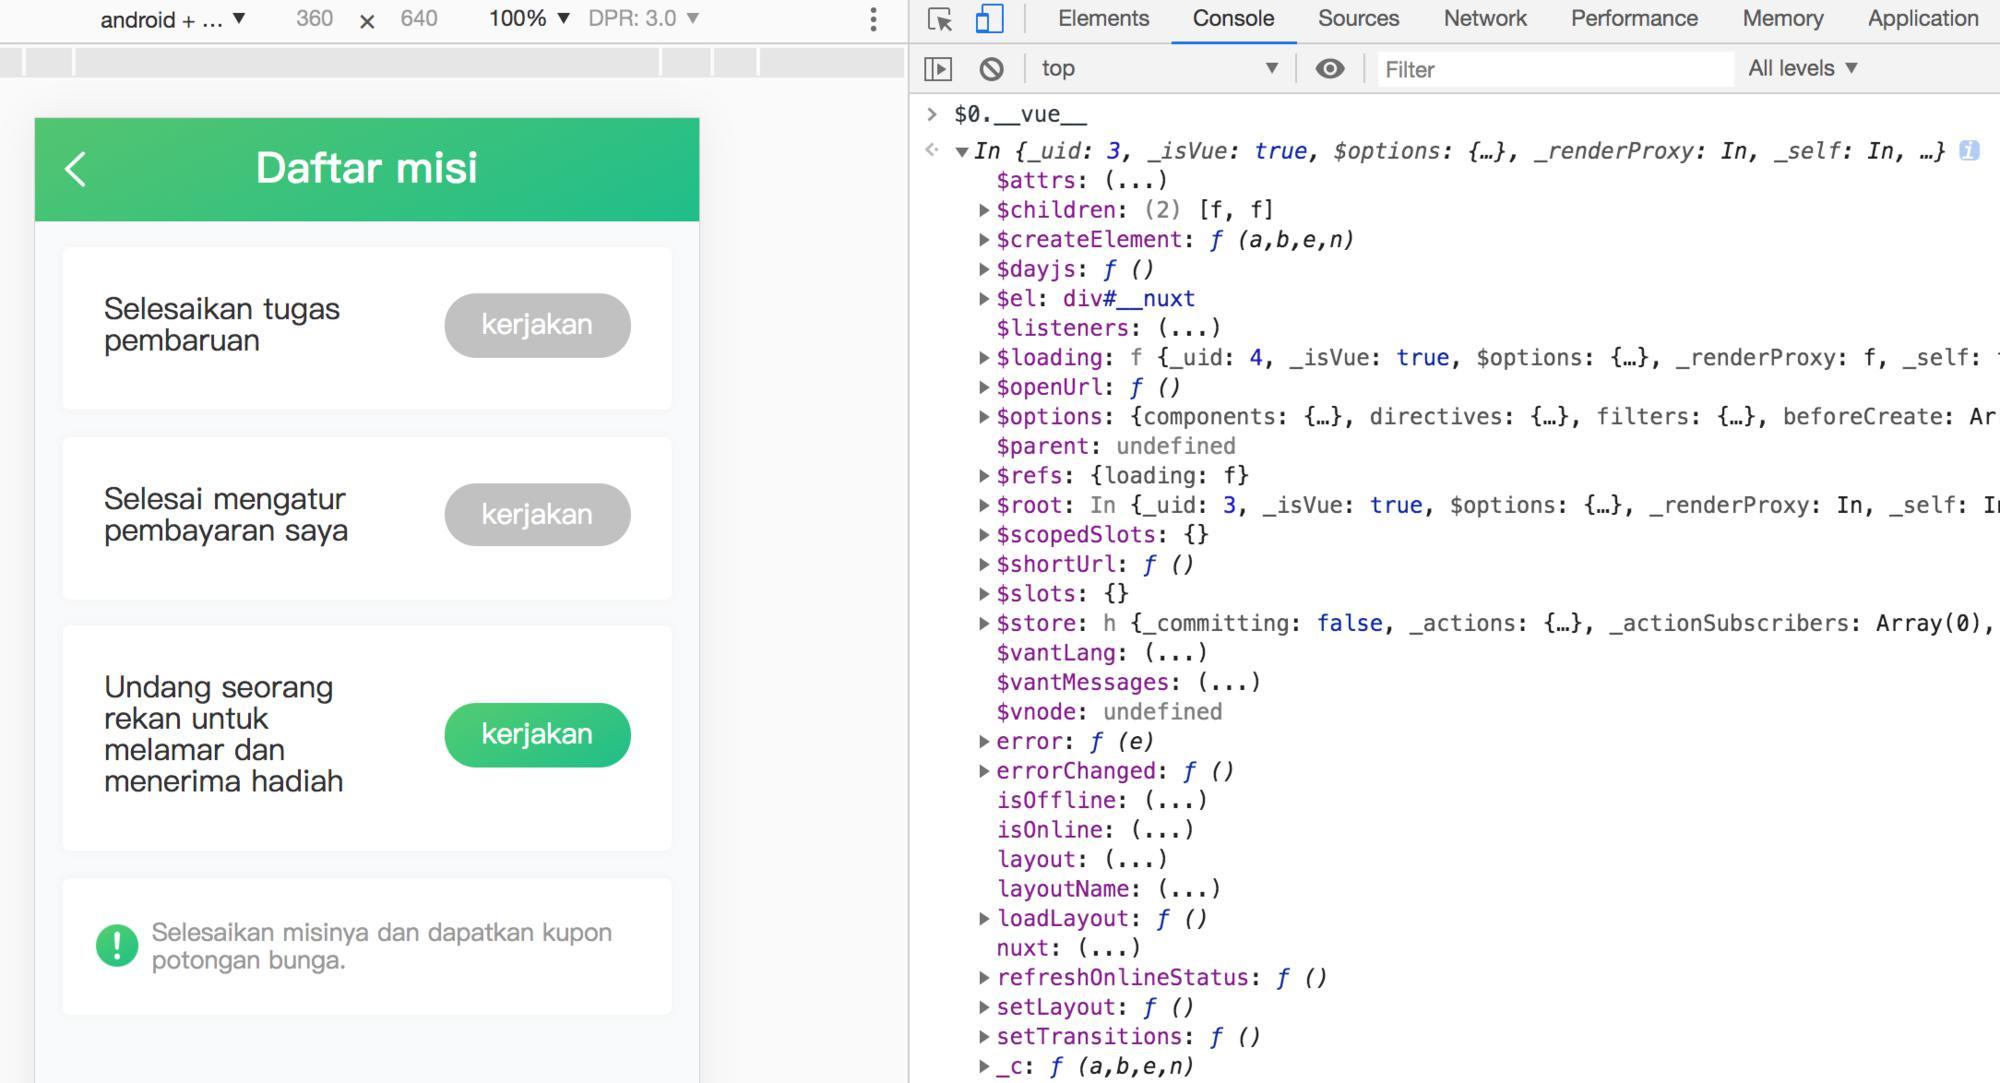 android + ... ▼ 360 × 640 100% ▼ DPR: 3.0 ▼
Daftar misi
Selesaikan tugas
pembaruan
kerjakan
Selesai mengatur
pembayaran saya
kerjakan
Undang seorang
rekan untuk
melamar dan
menerima hadiah
kerjakan
Selesaikan misinya dan dapatkan kupon
potongan bunga.
Elements Console Sources Network Performance Memory Application
top ▼ Filter All levels ▼
> $0.__vue__
In {_uid: 3, _isVue: true, $options: {…}, _renderProxy: In, _self: In, …}
$attrs: (...)
$children: (2) [f, f]
$createElement: ƒ (a,b,e,n)
$dayjs: ƒ ()
$el: div#__nuxt
$listeners: (...)
$loading: f {_uid: 4, _isVue: true, $options: {…}, _renderProxy: f, _self:
$openUrl: ƒ ()
$options: {components: {…}, directives: {…}, filters: {…}, beforeCreate: Ar
$parent: undefined
$refs: {loading: f}
$root: In {_uid: 3, _isVue: true, $options: {…}, _renderProxy: In, _self: In
$scopedSlots: {}
$shortUrl: ƒ ()
$slots: {}
$store: h {_committing: false, _actions: {…}, _actionSubscribers: Array(0),
$vantLang: (...)
$vantMessages: (...)
$vnode: undefined
error: ƒ (e)
errorChanged: ƒ ()
isOffline: (...)
isOnline: (...)
layout: (...)
layoutName: (...)
loadLayout: ƒ ()
nuxt: (...)
refreshOnlineStatus: ƒ ()
setLayout: ƒ ()
setTransitions: ƒ ()
_c: ƒ (a,b,e,n)